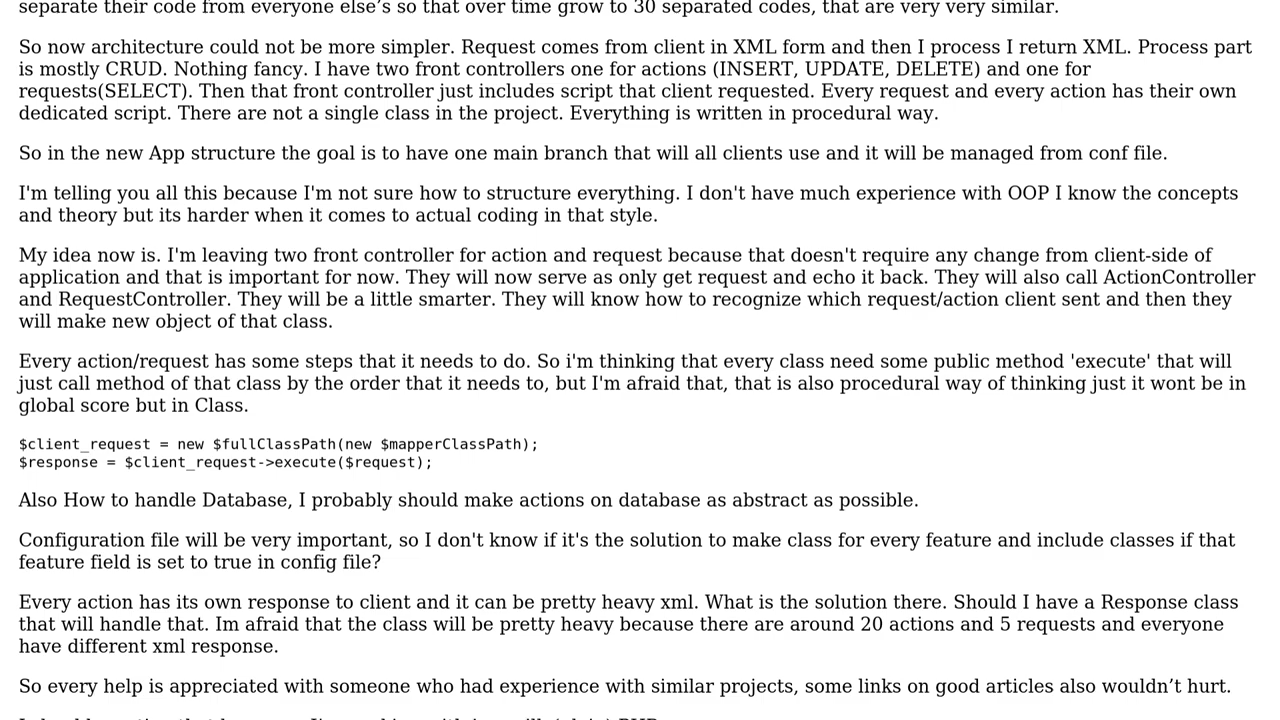 separate their code from everyone else’s so that over time grow to 30 separated codes, that are very very similar.
So now architecture could not be more simpler. Request comes from client in XML form and then I process I return XML. Process part
is mostly CRUD. Nothing fancy. I have two front controllers one for actions (INSERT, UPDATE, DELETE) and one for
requests(SELECT). Then that front controller just includes script that client requested. Every request and every action has their own
dedicated script. There are not a single class in the project. Everything is written in procedural way.
So in the new App structure the goal is to have one main branch that will all clients use and it will be managed from conf file.
I'm telling you all this because I'm not sure how to structure everything. I don't have much experience with OOP I know the concepts
and theory but its harder when it comes to actual coding in that style.
My idea now is. I'm leaving two front controller for action and request because that doesn't require any change from client-side of
application and that is important for now. They will now serve as only get request and echo it back. They will also call ActionController
and RequestController. They will be a little smarter. They will know how to recognize which request/action client sent and then they
will make new object of that class.
Every action/request has some steps that it needs to do. So i'm thinking that every class need some public method 'execute' that will
just call method of that class by the order that it needs to, but I'm afraid that, that is also procedural way of thinking just it wont be in
global score but in Class.
$client_request = new $fullClassPath(new $mapperClassPath);
$response = $client_request->execute($request);
Also How to handle Database, I probably should make actions on database as abstract as possible.
Configuration file will be very important, so I don't know if it's the solution to make class for every feature and include classes if that
feature field is set to true in config file?
Every action has its own response to client and it can be pretty heavy xml. What is the solution there. Should I have a Response class
that will handle that. Im afraid that the class will be pretty heavy because there are around 20 actions and 5 requests and everyone
have different xml response.
So every help is appreciated with someone who had experience with similar projects, some links on good articles also wouldn’t hurt.